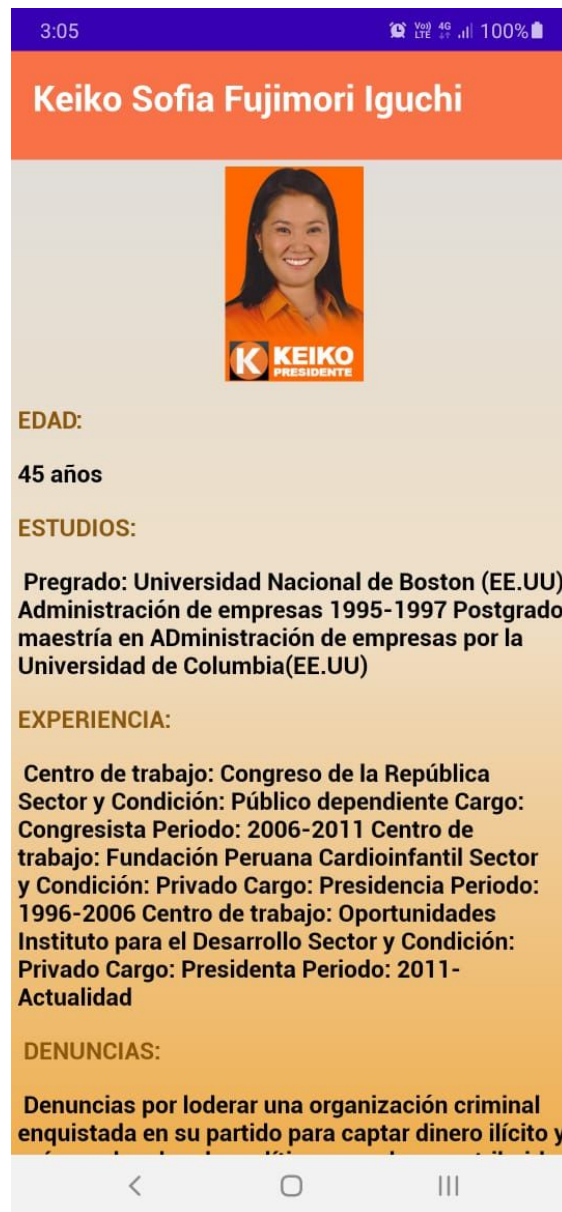 3:05 Vo)) LTE 4G 100%
Keiko Sofia Fujimori Iguchi
K KEIKO
PRESIDENTE
EDAD:
45 años
ESTUDIOS:
Pregrado: Universidad Nacional de Boston (EE.UU)
Administración de empresas 1995-1997 Postgrado
maestría en ADministración de empresas por la
Universidad de Columbia(EE.UU)
EXPERIENCIA:
Centro de trabajo: Congreso de la República
Sector y Condición: Público dependiente Cargo:
Congresista Periodo: 2006-2011 Centro de
trabajo: Fundación Peruana Cardioinfantil Sector
y Condición: Privado Cargo: Presidencia Periodo:
1996-2006 Centro de trabajo: Oportunidades
Instituto para el Desarrollo Sector y Condición:
Privado Cargo: Presidenta Periodo: 2011-
Actualidad
DENUNCIAS:
Denuncias por loderar una organización criminal
enquistada en su partido para captar dinero ilícito y